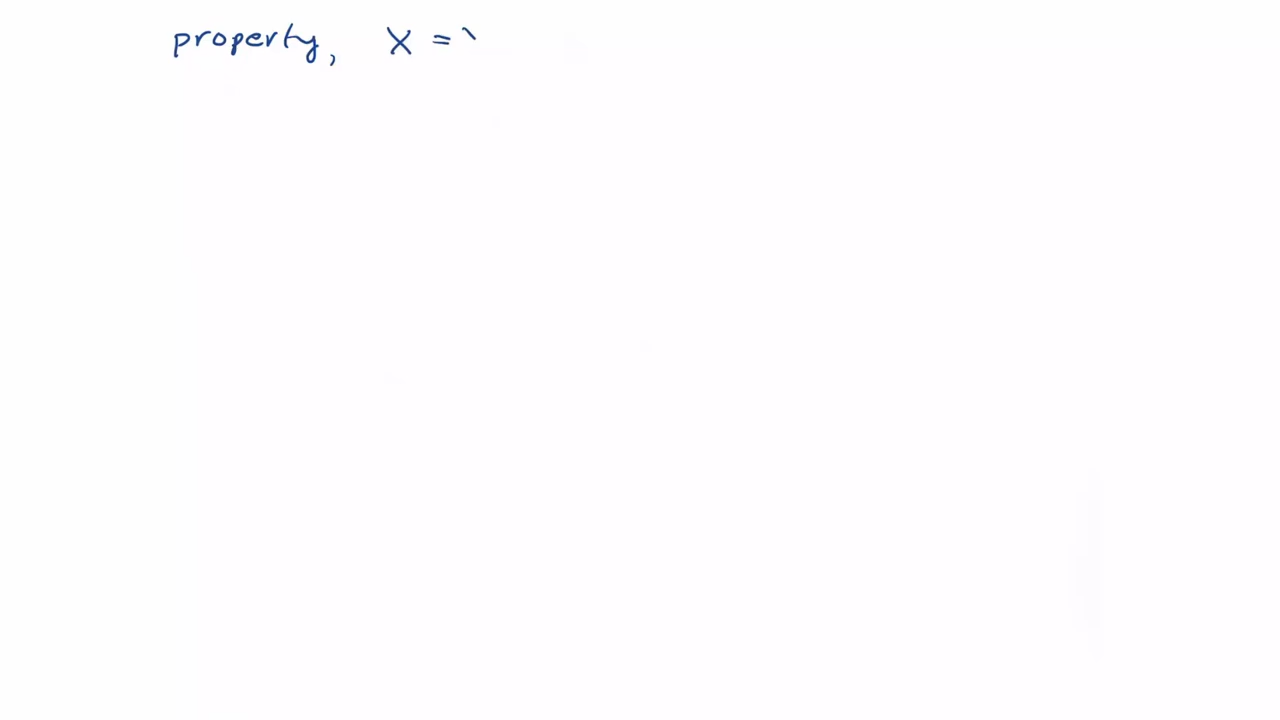 property, X =